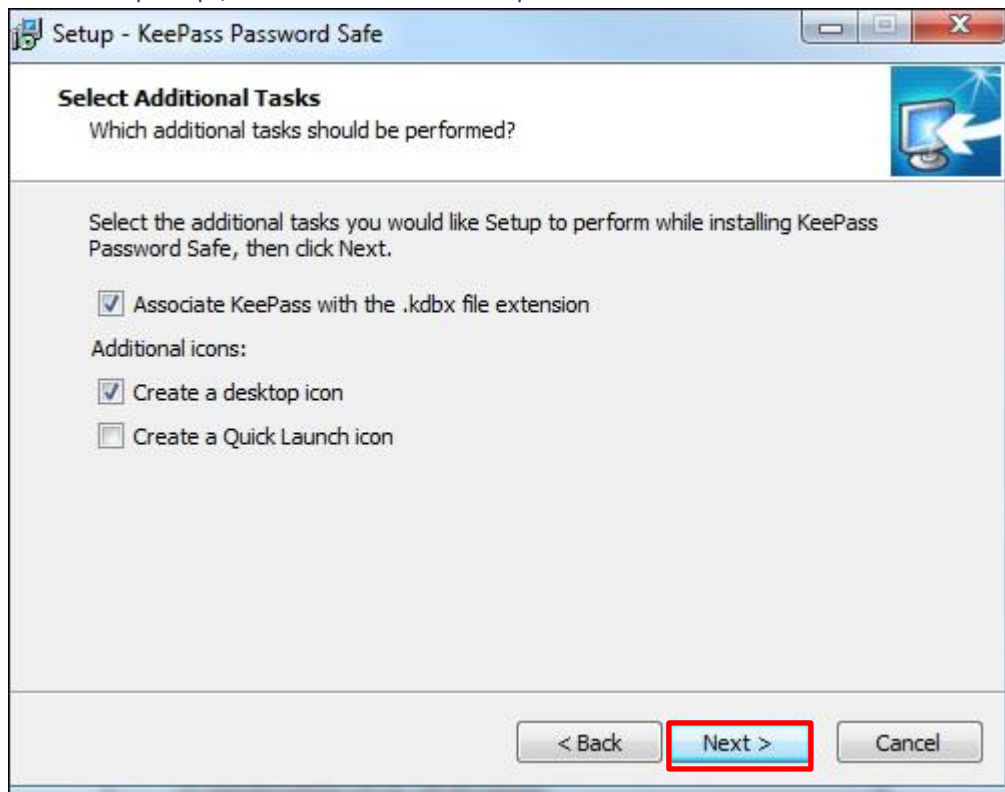 Setup - KeePass Password Safe
Select Additional Tasks
Which additional tasks should be performed?
Select the additional tasks you would like Setup to perform while installing KeePass
Password Safe, then click Next.
Associate KeePass with the .kdbx file extension
Additional icons:
Create a desktop icon
Create a Quick Launch icon
< Back
Next >
Cancel